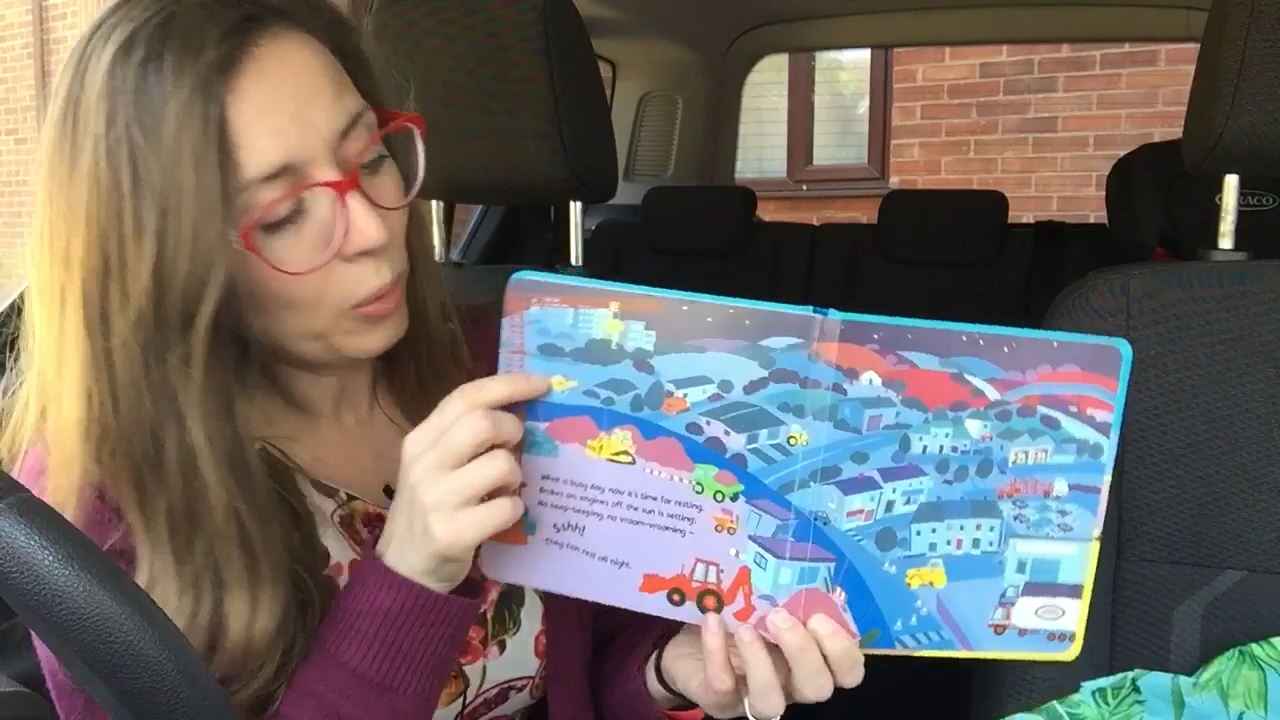 What a busy day, now it's time for resting.
Brakes on, engines off, the sun is setting.
No beep-beeping, no vroom-vrooming –
Sshh!
They can rest all night.
GRACO